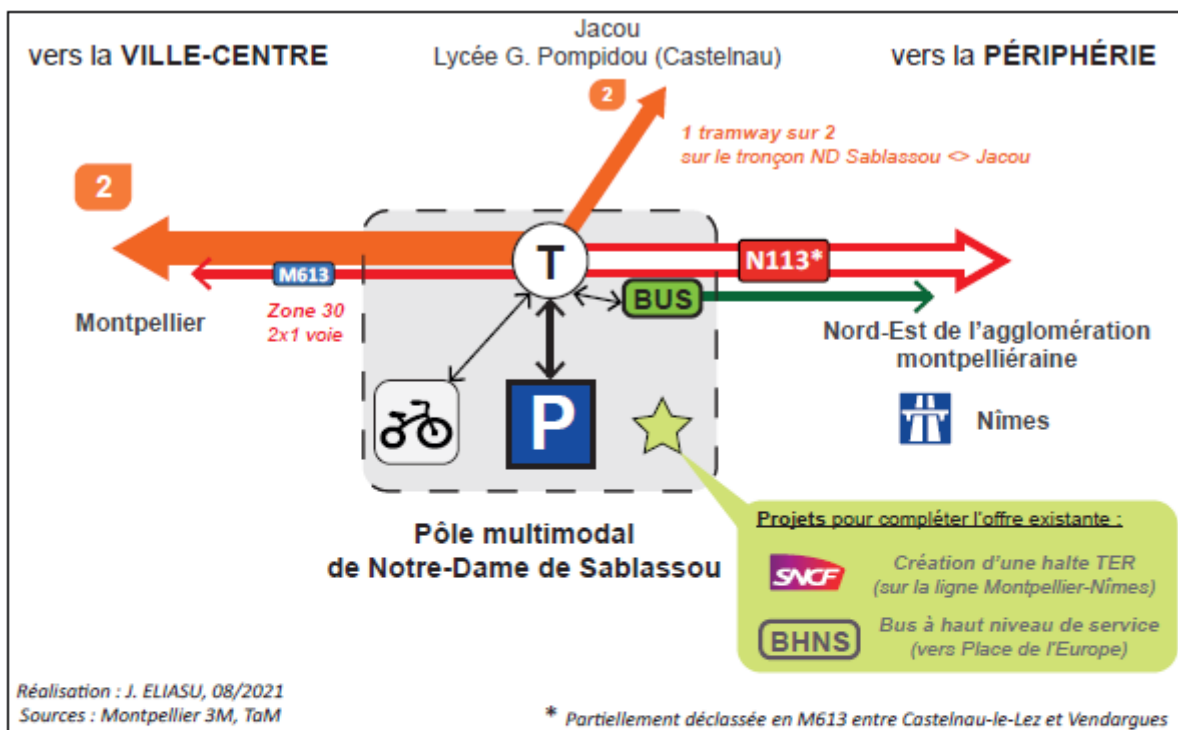 Jacou
vers la VILLE-CENTRE
Lycée G. Pompidou (Castelnau)
vers la PÉRIPHÉRIE
2
1 tramway sur 2
sur le tronçon ND Sablassou <> Jacou
2
T
N113*
M613
BUS
Zone 30
2x1 voie
Montpellier
Nord-Est de l'agglomération
montpelliéraine
P
Nîmes
Pôle multimodal
de Notre-Dame de Sablassou
Projets pour compléter l'offre existante :
SNCF
Création d'une halte TER
(sur la ligne Montpellier-Nîmes)
BHNS
Bus à haut niveau de service
(vers Place de l'Europe)
Réalisation : J. ELIASU, 08/2021
Sources : Montpellier 3M, TaM
* Partiellement déclassée en M613 entre Castelnau-le-Lez et Vendargues